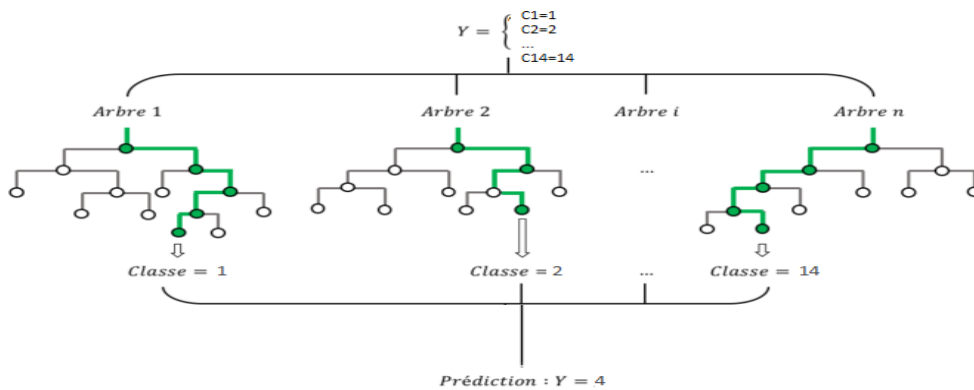 Y = { C1=1
C2=2
...
C14=14
Arbre 1 Arbre 2 Arbre i Arbre n
...
Classe = 1 Classe = 2 ... Classe = 14
Prédiction : Y = 4